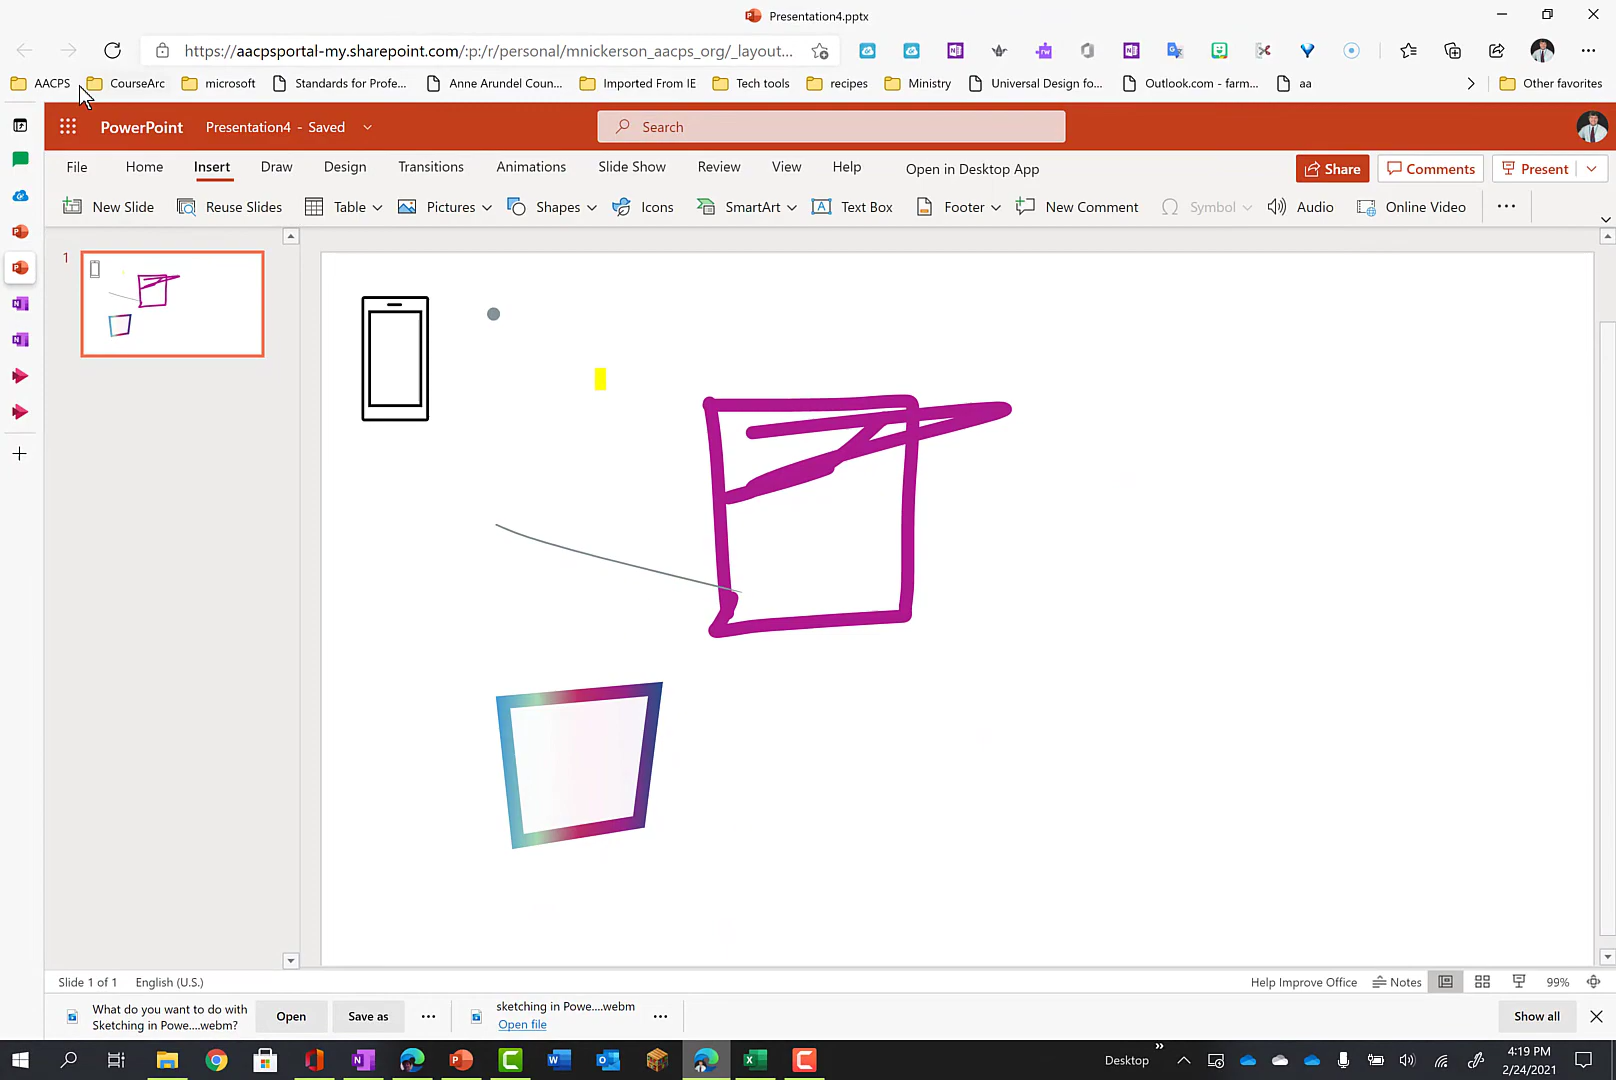 Presentation4.pptx
https://aacpsportal-my.sharepoint.com/:p:/r/personal/mnickerson_aacps_org/_layout...
AACPS CourseArc microsoft Standards for Profe... Anne Arundel Coun... Imported From IE Tech tools recipes Ministry Universal Design fo... Outlook.com - farm... aa Other favorites
PowerPoint Presentation4 - Saved Search
File Home Insert Draw Design Transitions Animations Slide Show Review View Help Open in Desktop App Share Comments Present
New Slide Reuse Slides Table Pictures Shapes Icons SmartArt Text Box Footer New Comment Symbol Audio Online Video
1
Slide 1 of 1 English (U.S.) Help Improve Office Notes 99%
What do you want to do with
Sketching in Powe....webm?
Open Save as
sketching in Powe....webm
Open file
Show all
Desktop
4:19 PM
2/24/2021